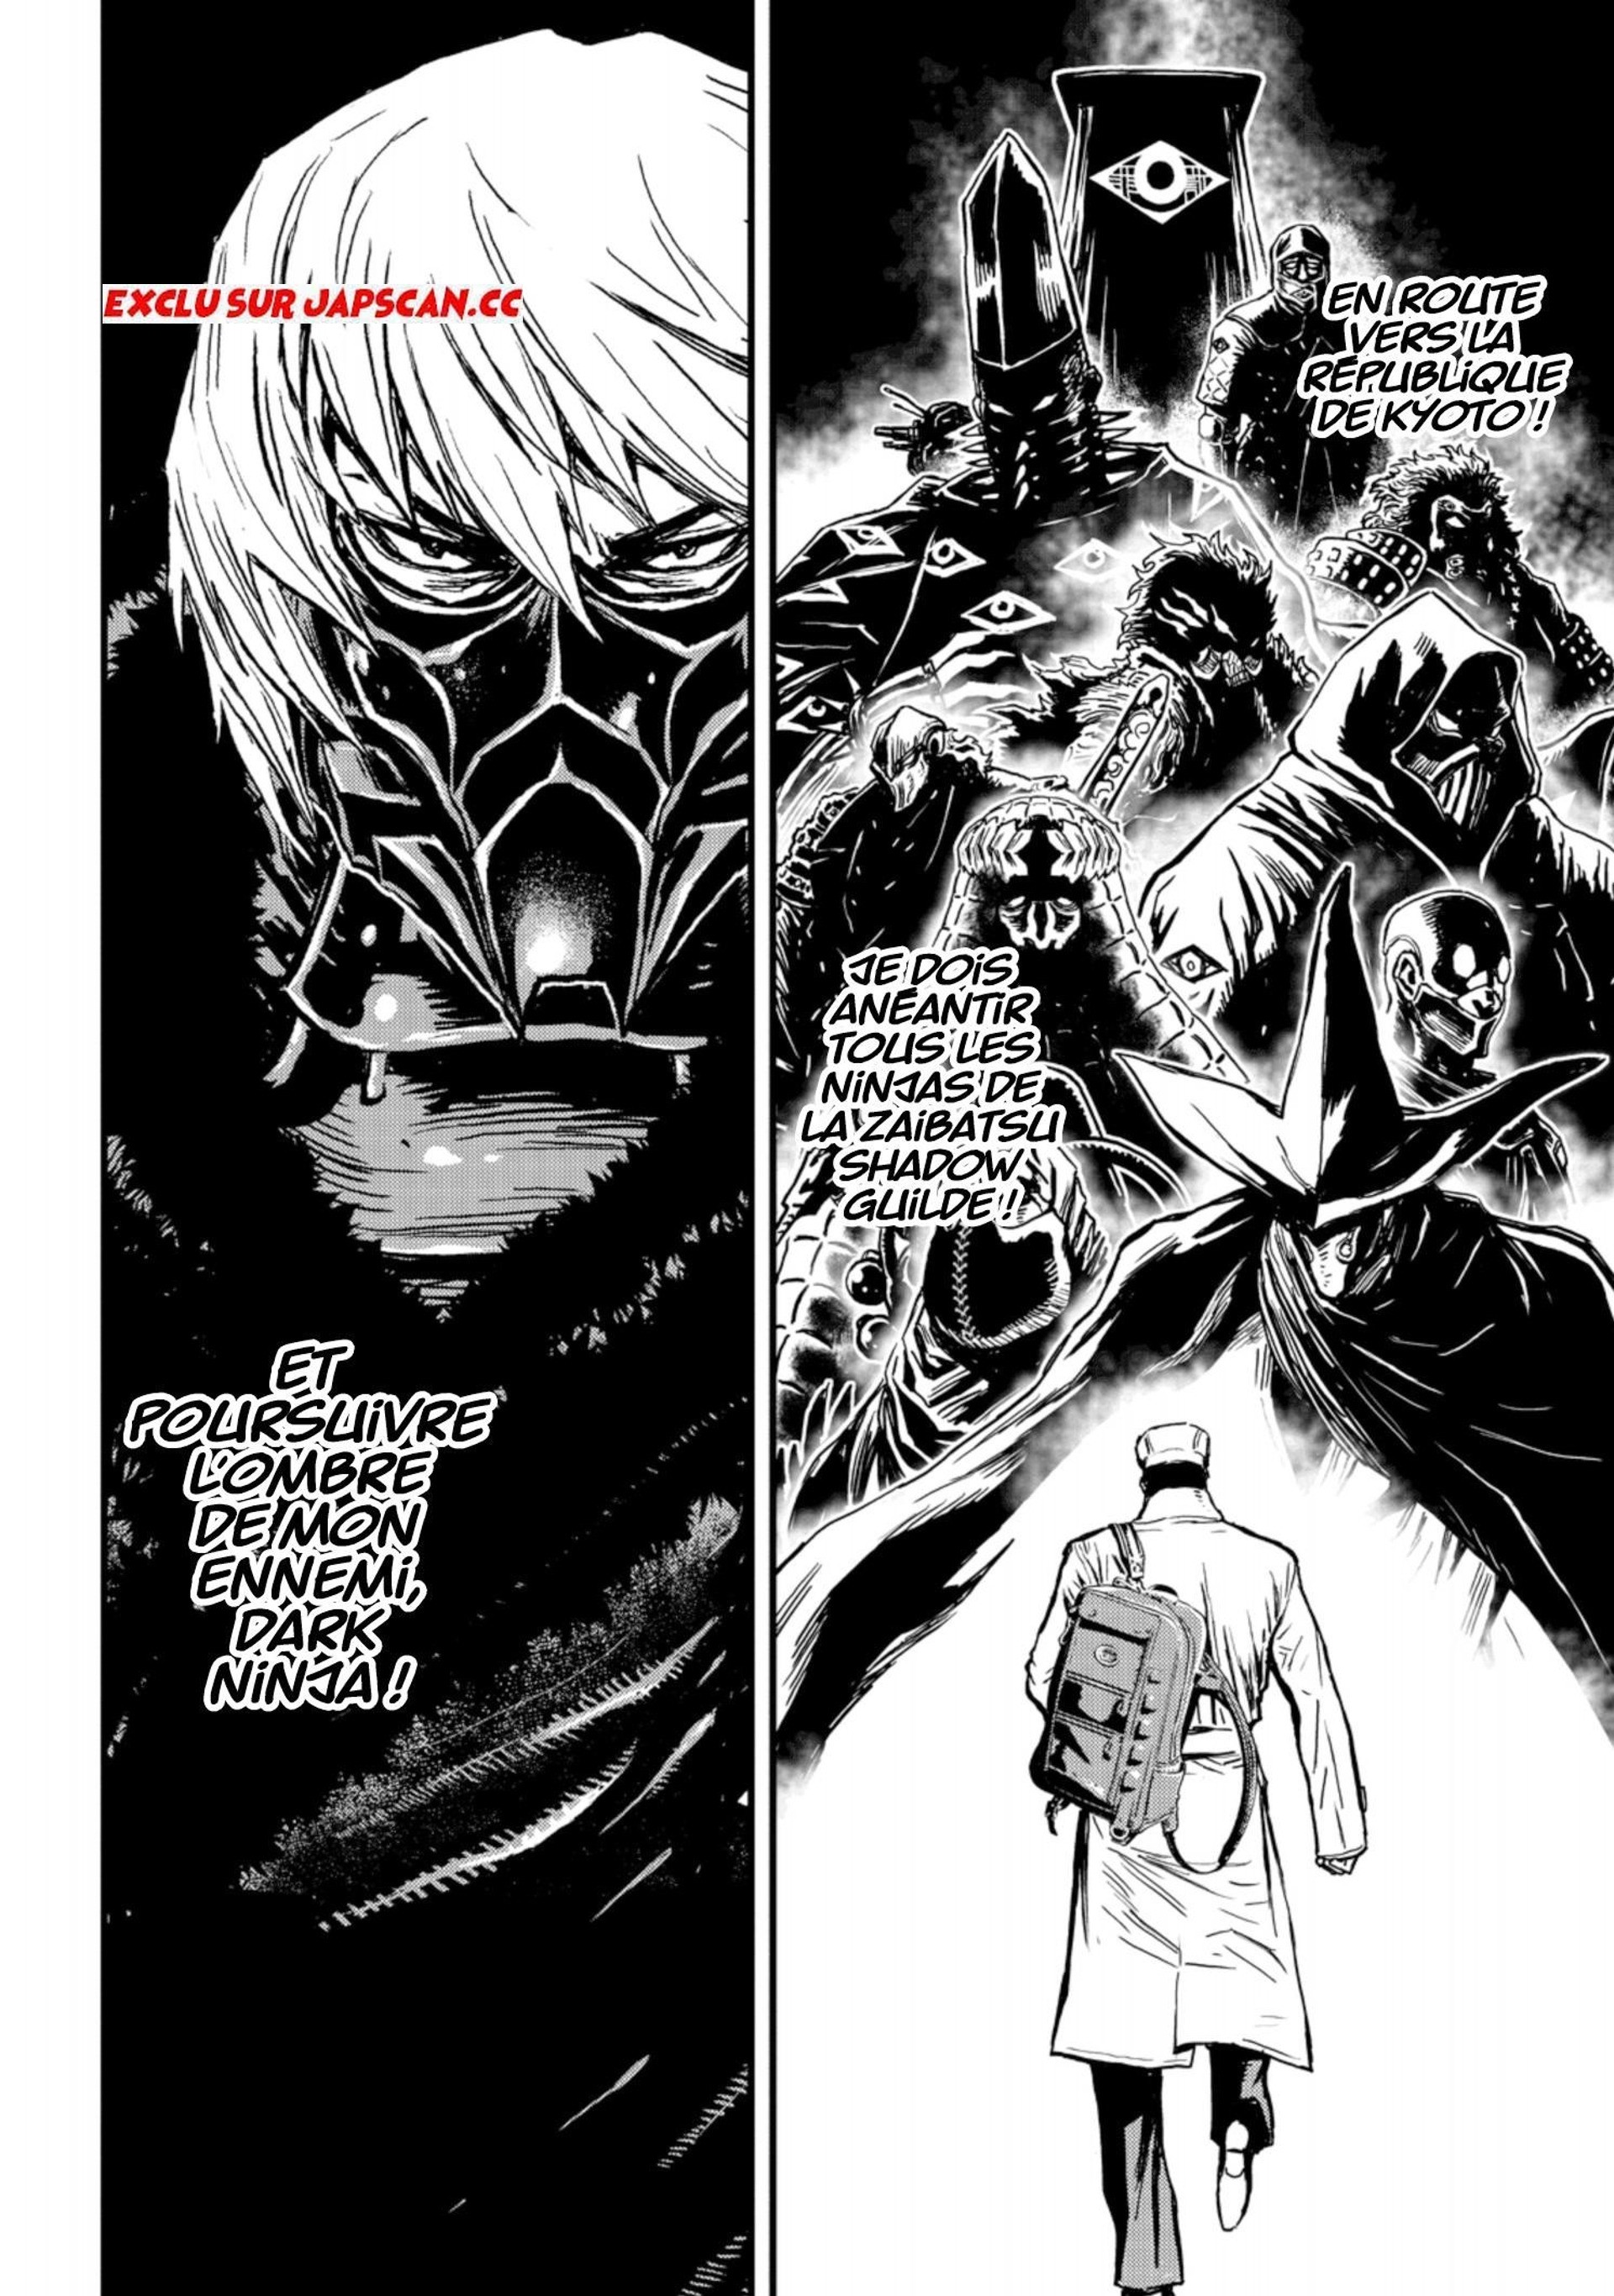 EN ROUTE
VERS LA
RÉPUBLIQUE
DE KYOTO !
JE DOIS
ANÉANTIR
TOUS LES
NINJAS DE
LA ZAIBATSU
SHADOW
GUILDE !
EXCLU SUR JAPSCAN.CC
ET
POURSUIVRE
L'OMBRE
DE MON
ENNEMI,
DARK
NINJA !